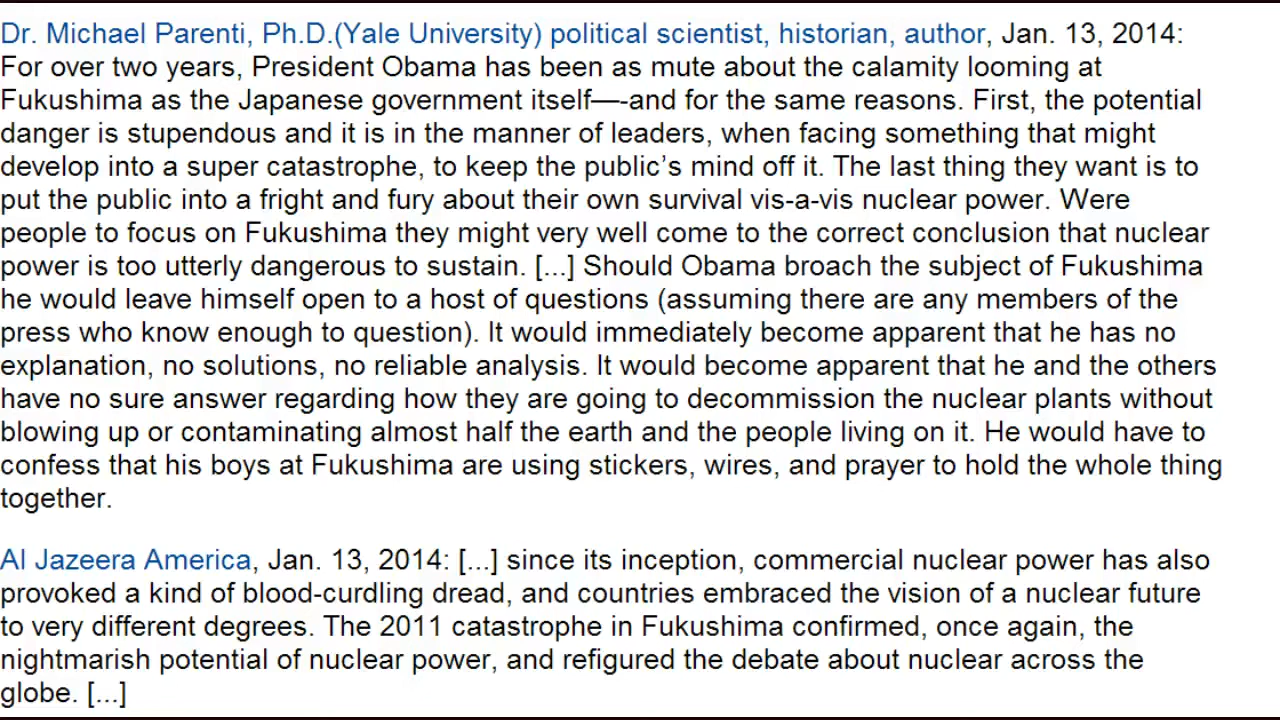 Dr. Michael Parenti, Ph.D.(Yale University) political scientist, historian, author, Jan. 13, 2014:
For over two years, President Obama has been as mute about the calamity looming at
Fukushima as the Japanese government itself—-and for the same reasons. First, the potential
danger is stupendous and it is in the manner of leaders, when facing something that might
develop into a super catastrophe, to keep the public’s mind off it. The last thing they want is to
put the public into a fright and fury about their own survival vis-a-vis nuclear power. Were
people to focus on Fukushima they might very well come to the correct conclusion that nuclear
power is too utterly dangerous to sustain. [...] Should Obama broach the subject of Fukushima
he would leave himself open to a host of questions (assuming there are any members of the
press who know enough to question). It would immediately become apparent that he has no
explanation, no solutions, no reliable analysis. It would become apparent that he and the others
have no sure answer regarding how they are going to decommission the nuclear plants without
blowing up or contaminating almost half the earth and the people living on it. He would have to
confess that his boys at Fukushima are using stickers, wires, and prayer to hold the whole thing
together.
Al Jazeera America, Jan. 13, 2014: [...] since its inception, commercial nuclear power has also
provoked a kind of blood-curdling dread, and countries embraced the vision of a nuclear future
to very different degrees. The 2011 catastrophe in Fukushima confirmed, once again, the
nightmarish potential of nuclear power, and refigured the debate about nuclear across the
globe. [...]